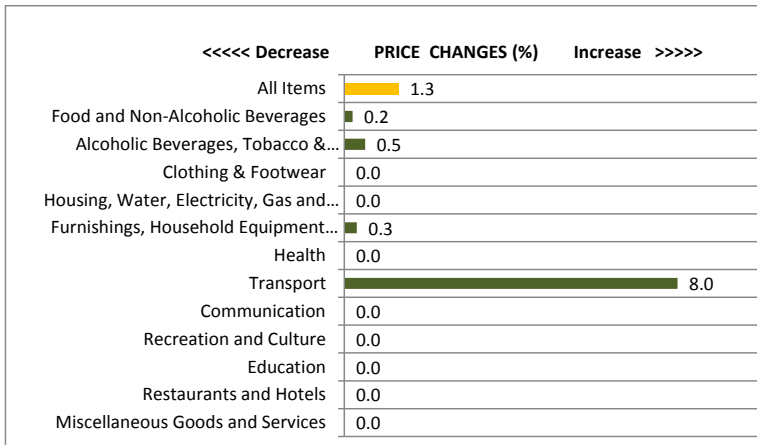 <<<<< Decrease PRICE CHANGES (%) Increase >>>>>
All Items 1.3
Food and Non-Alcoholic Beverages 0.2
Alcoholic Beverages, Tobacco &... 0.5
Clothing & Footwear 0.0
Housing, Water, Electricity, Gas and... 0.0
Furnishings, Household Equipment... 0.3
Health 0.0
Transport 8.0
Communication 0.0
Recreation and Culture 0.0
Education 0.0
Restaurants and Hotels 0.0
Miscellaneous Goods and Services 0.0